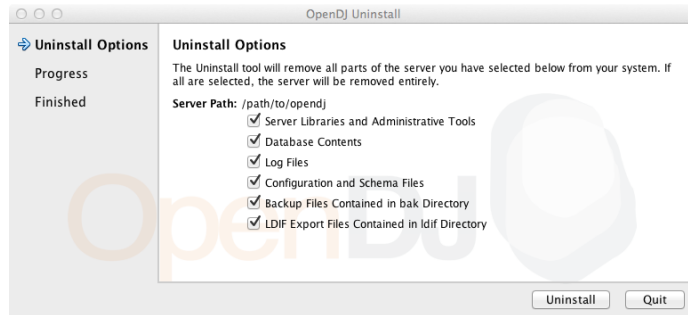 OpenDJ Uninstall
Uninstall Options
Progress
Finished
Uninstall Options
The Uninstall tool will remove all parts of the server you have selected below from your system. If
all are selected, the server will be removed entirely.
Server Path: /path/to/opendj
Server Libraries and Administrative Tools
Database Contents
Log Files
Configuration and Schema Files
Backup Files Contained in bak Directory
LDIF Export Files Contained in ldif Directory
OpenDJ
Uninstall
Quit